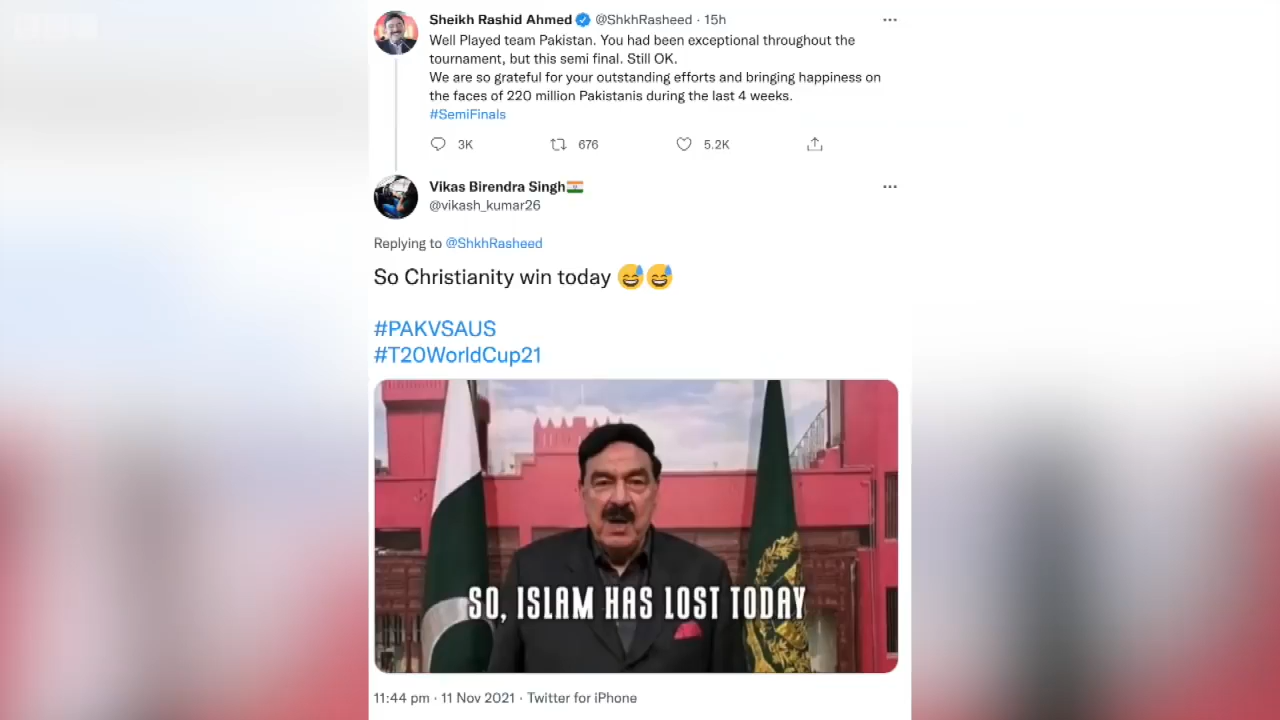 Sheikh Rashid Ahmed @ShkhRasheed · 15h
Well Played team Pakistan. You had been exceptional throughout the
tournament, but this semi final. Still OK.
We are so grateful for your outstanding efforts and bringing happiness on
the faces of 220 million Pakistanis during the last 4 weeks.
#SemiFinals
3K 676 5.2K
Vikas Birendra Singh🇮🇳
@vikash_kumar26
Replying to @ShkhRasheed
So Christianity win today 😅😅
#PAKVSAUS
#T20WorldCup21
SO, ISLAM HAS LOST TODAY
11:44 pm · 11 Nov 2021 · Twitter for iPhone